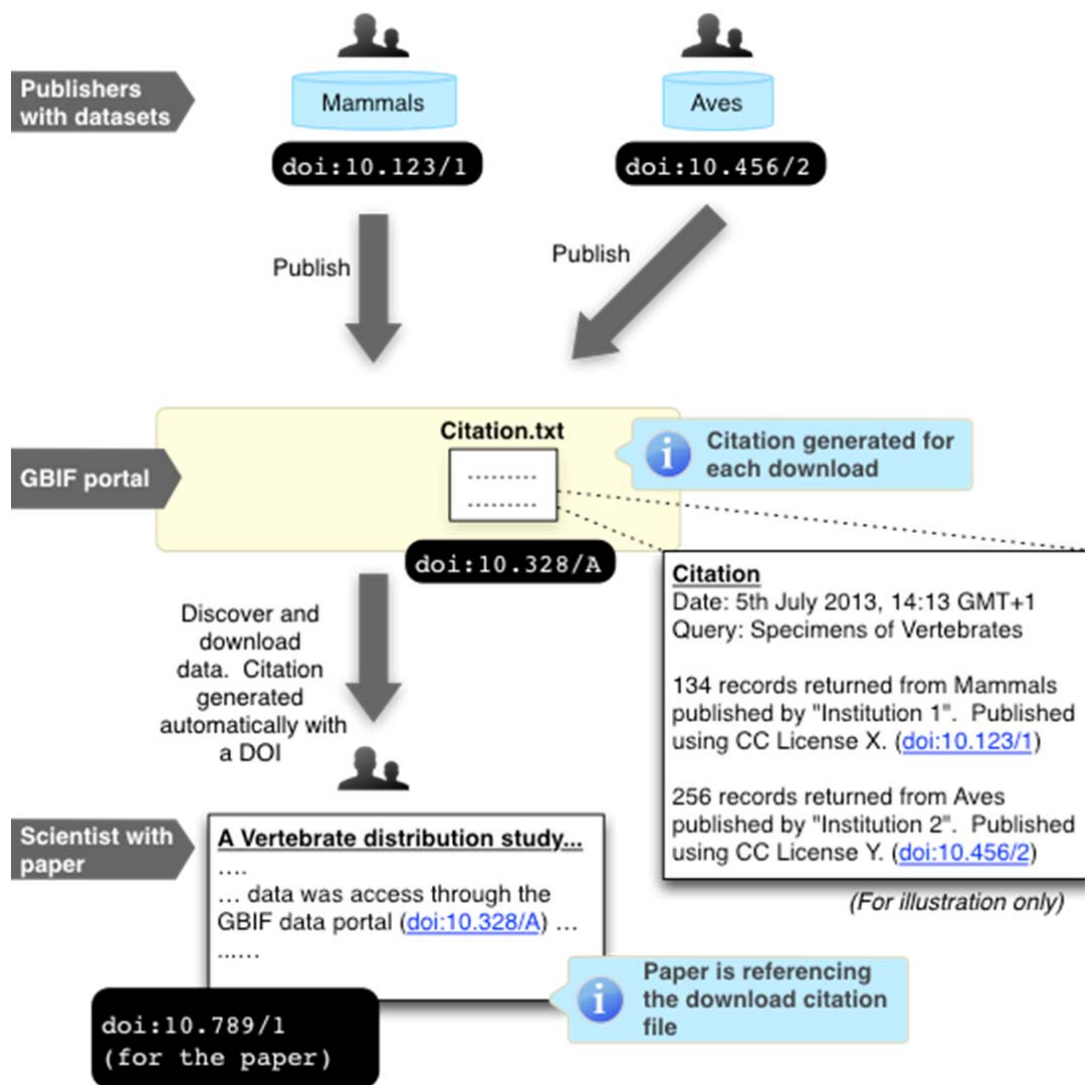 Publishers
with datasets
Mammals
Aves
doi:10.123/1
doi:10.456/2
Publish
Publish
Citation.txt
.........
.........
Citation generated for
each download
GBIF portal
doi:10.328/A
Discover and
download
data.  Citation
generated
automatically with
a DOI
Citation
Date: 5th July 2013, 14:13 GMT+1
Query: Specimens of Vertebrates
134 records returned from Mammals
published by "Institution 1".  Published
using CC License X. (doi:10.123/1)
256 records returned from Aves
published by "Institution 2".  Published
using CC License Y. (doi:10.456/2)
(For illustration only)
Scientist with
paper
A Vertebrate distribution study...
....
... data was access through the
GBIF data portal (doi:10.328/A) ...
......
Paper is referencing
the download citation
file
doi:10.789/1
(for the paper)